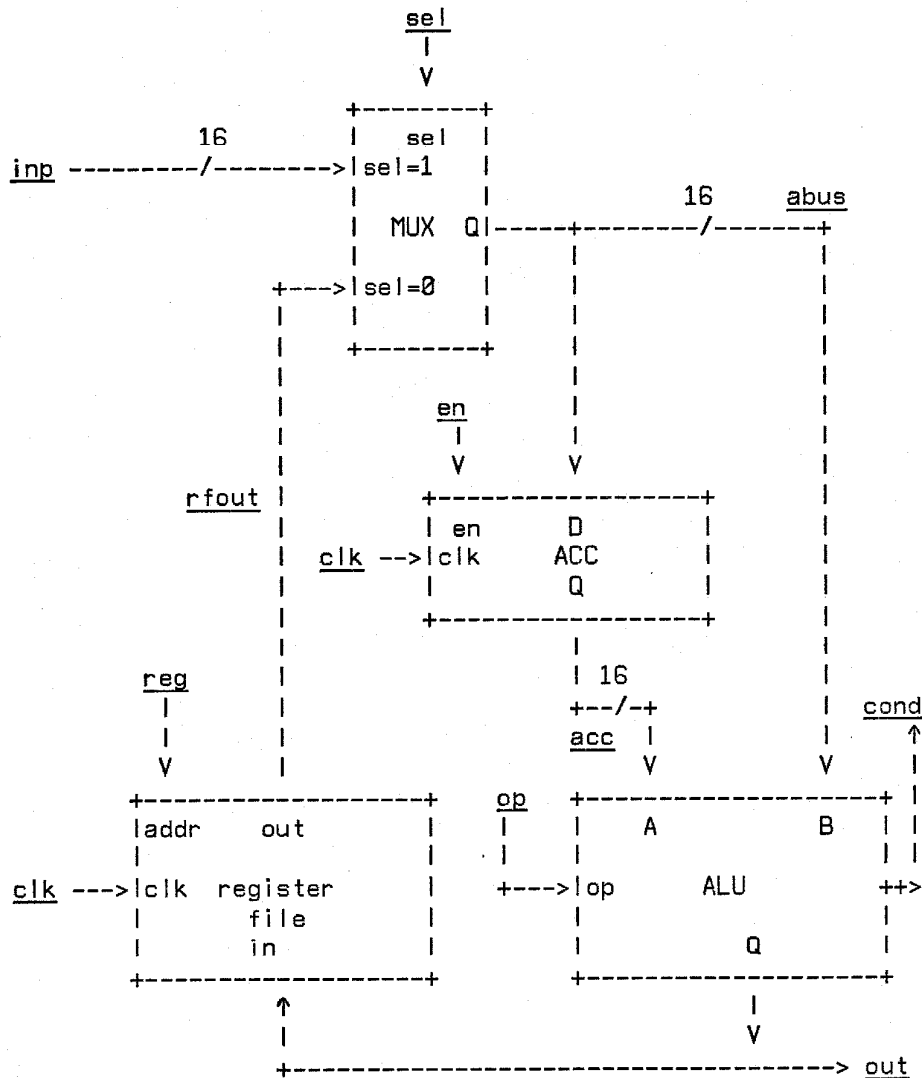 sel
16
sel
inp
sel=1
16
abus
MUX Q
sel=0
en
rfout
en D
clk
clk ACC
Q
16
reg
cond
acc
op
addr out
A B
clk
clk register
op ALU
file
in
Q
out